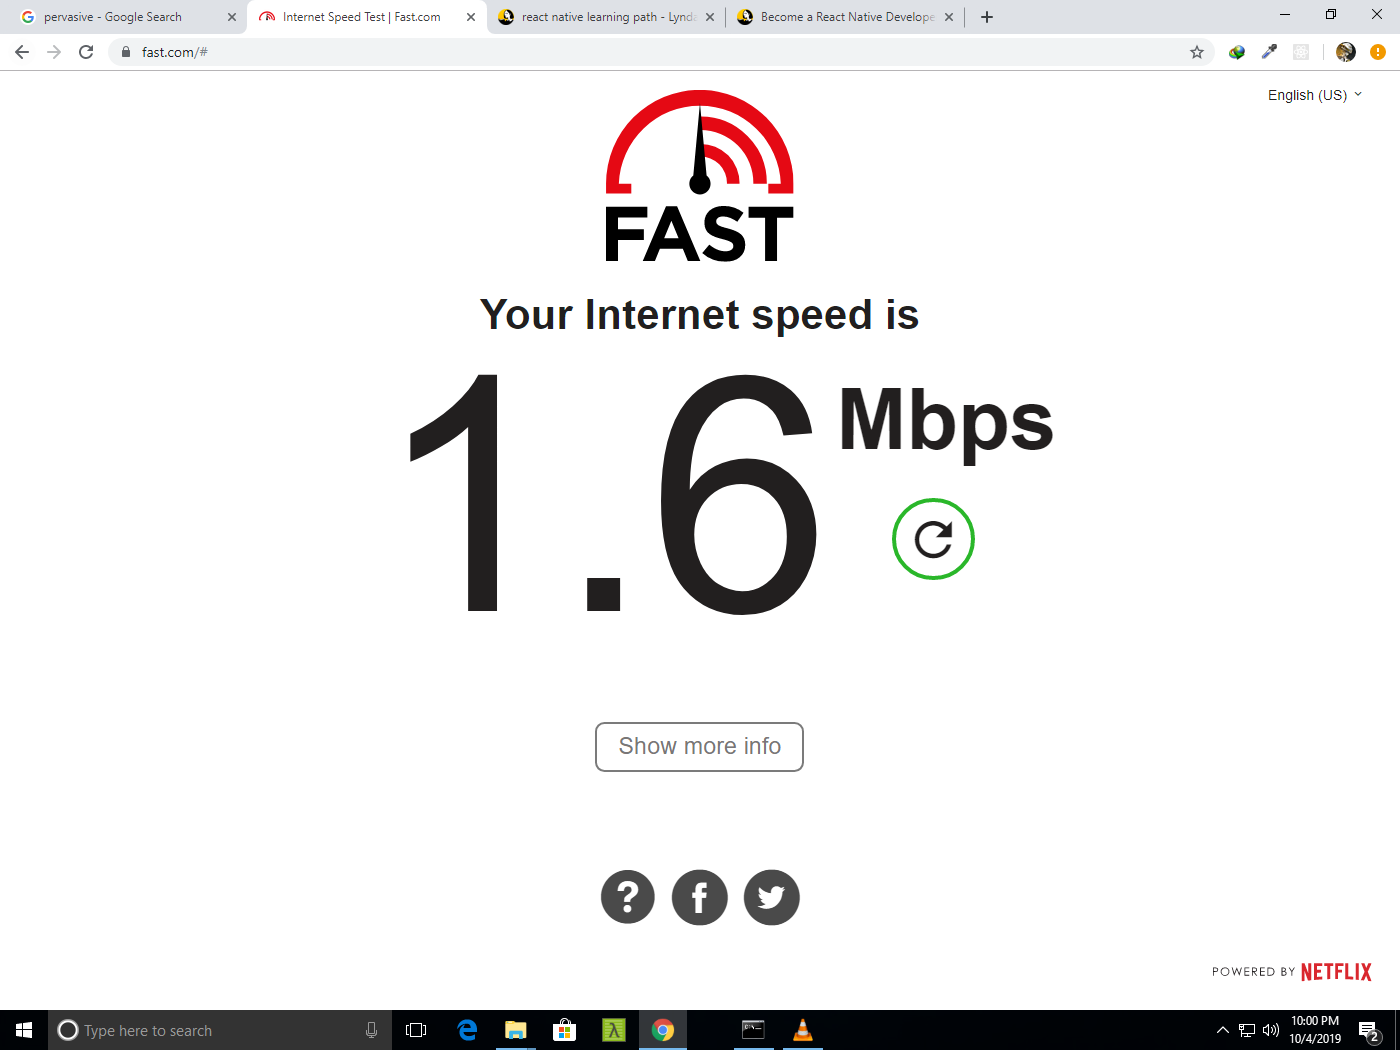 pervasive - Google Search
Internet Speed Test | Fast.com
react native learning path - Lynda
Become a React Native Develope
fast.com/#
English (US)
FAST
Your Internet speed is
1.6 Mbps
Show more info
POWERED BY NETFLIX
Type here to search
10:00 PM
10/4/2019
2